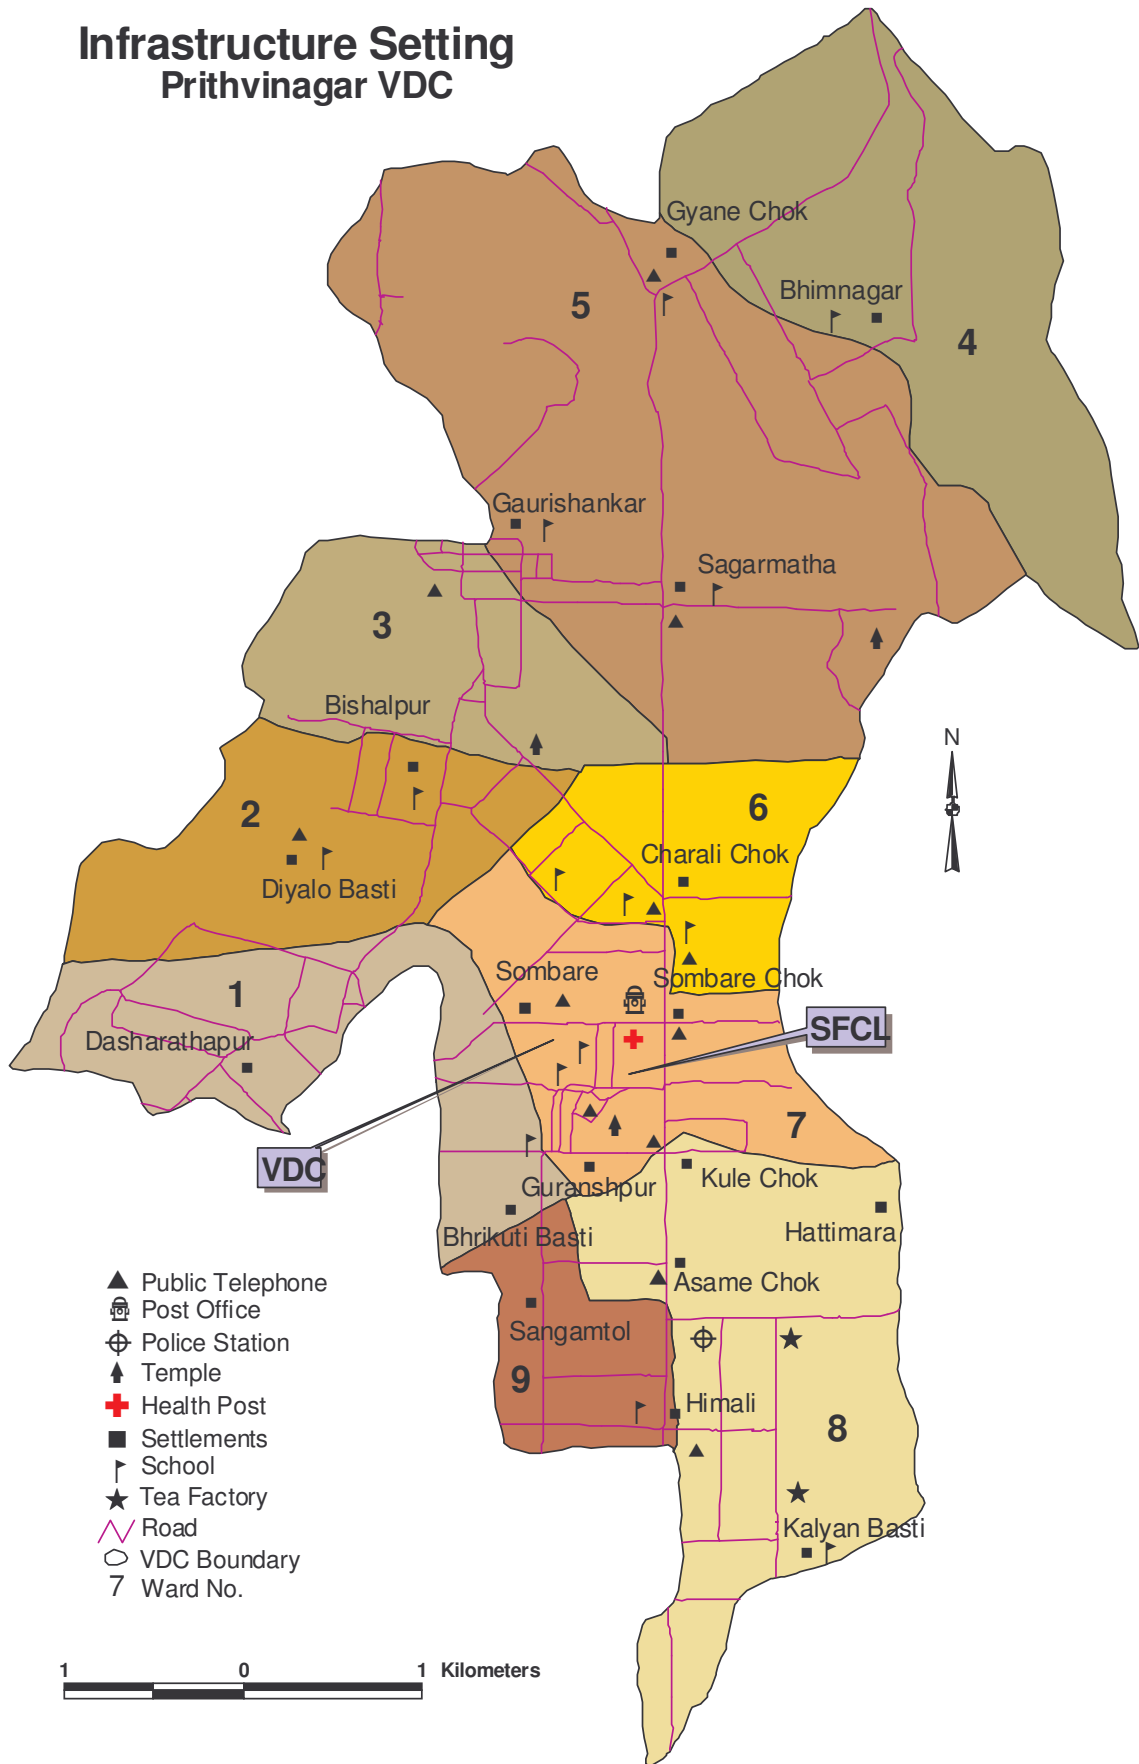 Infrastructure Setting
Prithvinagar VDC
Gyane Chok
Bhimnagar
5
4
Gaurishankar
Sagarmatha
3
Bishalpur
N
2
6
Charali Chok
Diyalo Basti
Sombare
Sombare Chok
1
SFCL
Dasharathapur
7
VDC
Kule Chok
Guranshpur
Hattimara
Bhrikuti Basti
Asame Chok
Sangamtol
9
Himali
8
Kalyan Basti
Public Telephone
Post Office
Police Station
Temple
Health Post
Settlements
School
Tea Factory
Road
VDC Boundary
7 Ward No.
1 0 1 Kilometers